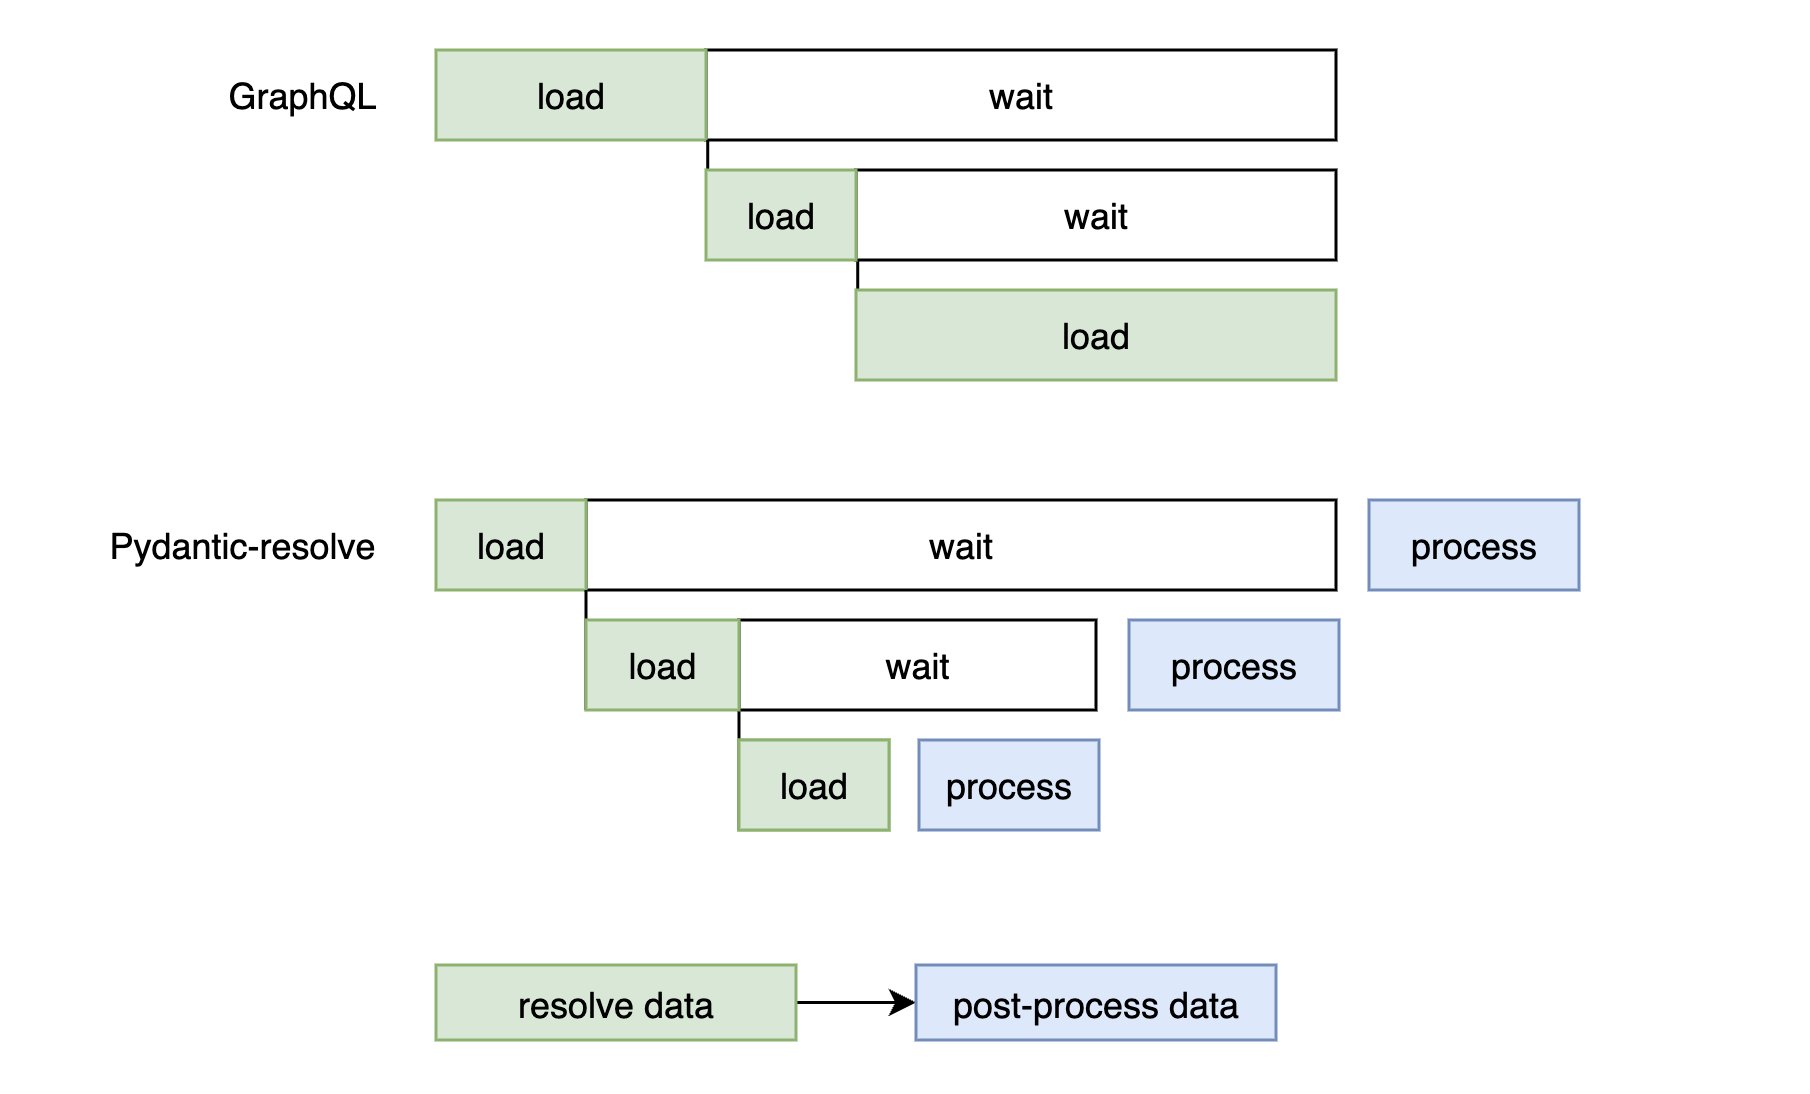 GraphQL
load
wait
load
wait
load
Pydantic-resolve
load
wait
process
load
wait
process
load
process
resolve data
post-process data